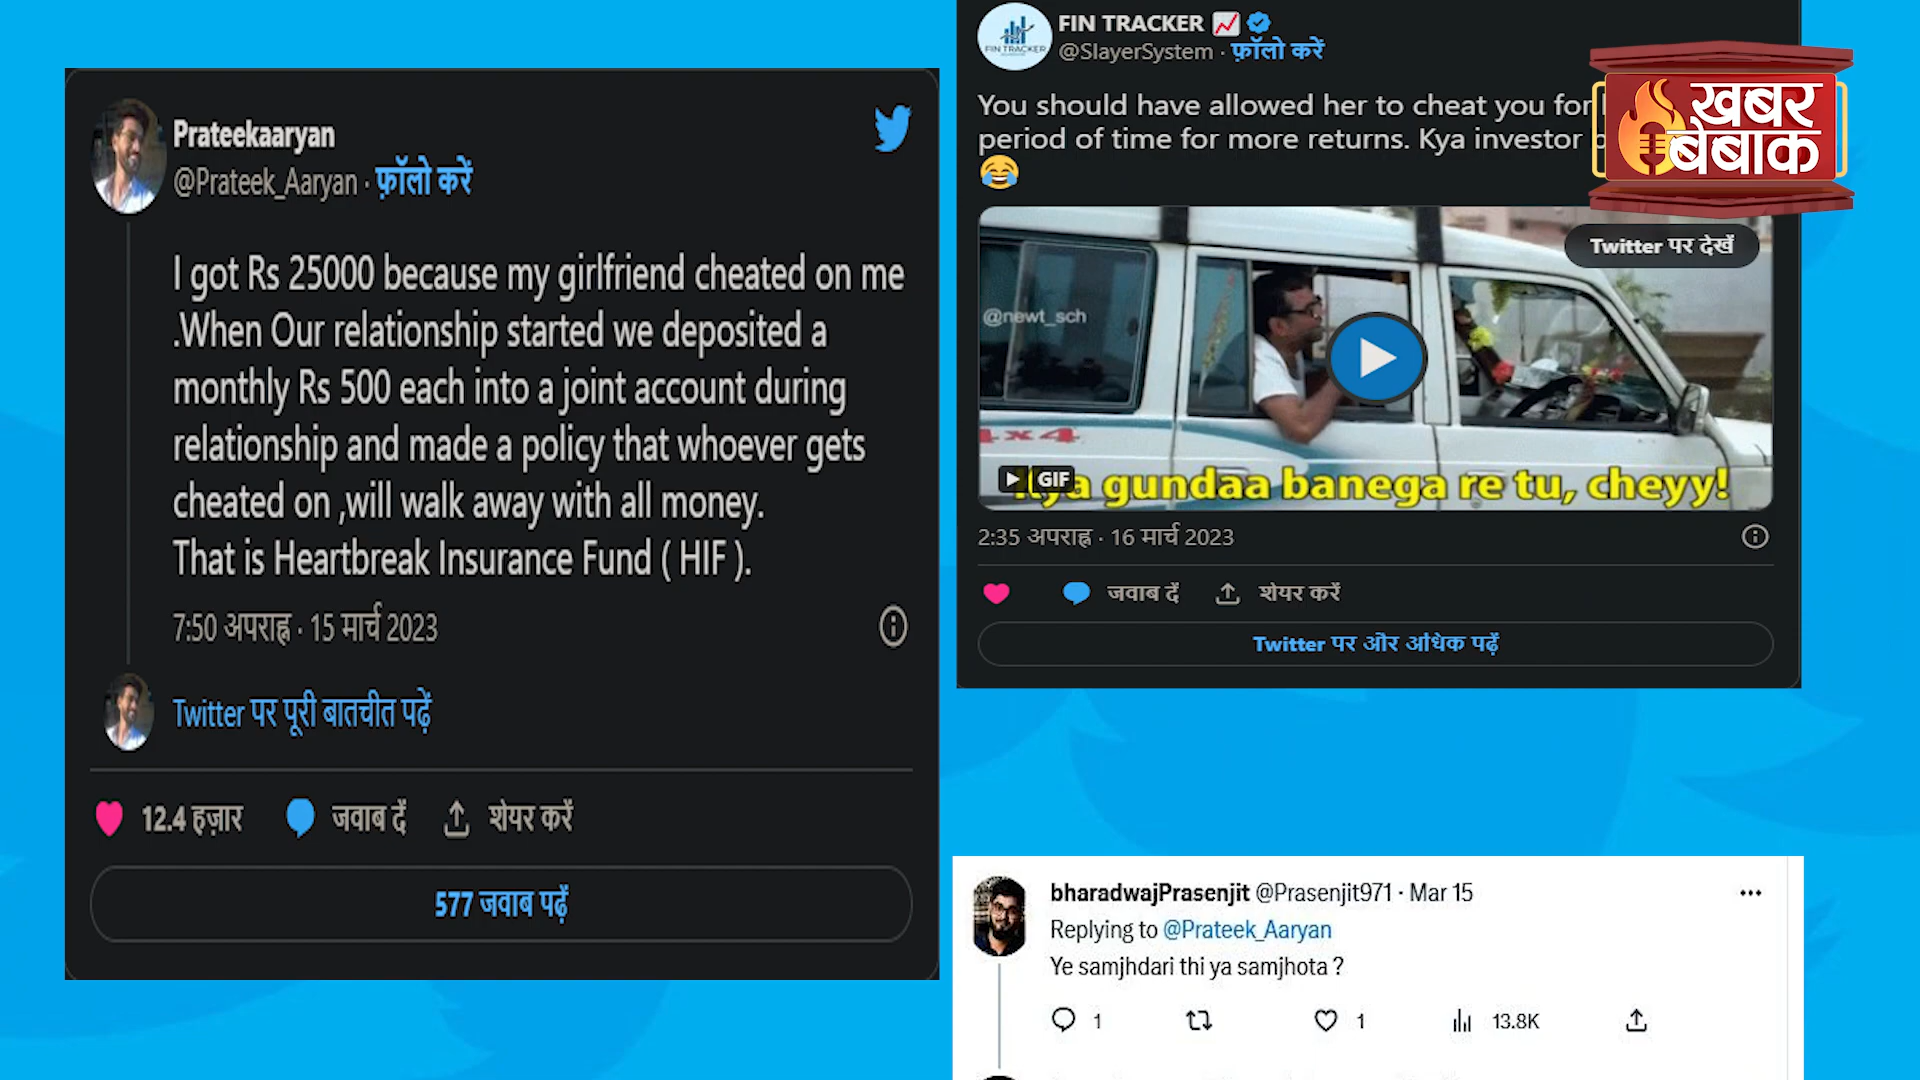 Prateekaaryan
@Prateek_Aaryan · फ़ॉलो करें
I got Rs 25000 because my girlfriend cheated on me
.When Our relationship started we deposited a
monthly Rs 500 each into a joint account during
relationship and made a policy that whoever gets
cheated on ,will walk away with all money.
That is Heartbreak Insurance Fund ( HIF ).
7:50 अपराह्न · 15 मार्च 2023
Twitter पर पूरी बातचीत पढ़ें
12.4 हज़ार जवाब दें शेयर करें
577 जवाब पढ़ें
FIN TRACKER
FIN TRACKER
@SlayerSystem · फ़ॉलो करें
You should have allowed her to cheat you for
period of time for more returns. Kya investor
Twitter पर देखें
@newt_sch
4x4
GIF
Kya gundaa banega re tu, cheyy!
2:35 अपराह्न · 16 मार्च 2023
जवाब दें शेयर करें
Twitter पर और अधिक पढ़ें
खबर
बेबाक
bharadwajPrasenjit @Prasenjit971 · Mar 15
Replying to @Prateek_Aaryan
Ye samjhdari thi ya samjhota ?
1 1 13.8K